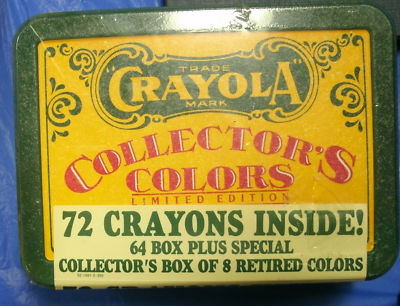 TRADE
"CRAYOLA"
MARK
COLLECTOR'S
COLORS
LIMITED EDITION
72 CRAYONS INSIDE!
64 BOX PLUS SPECIAL
COLLECTOR'S BOX OF 8 RETIRED COLORS